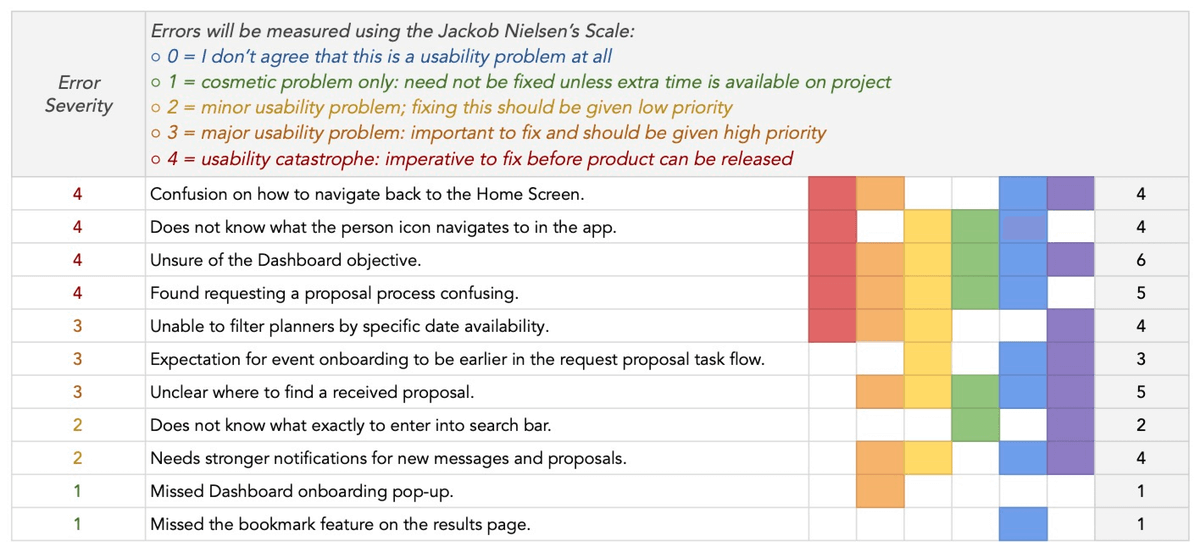 Error Severity
Errors will be measured using the Jackob Nielsen's Scale:
○ 0 = I don't agree that this is a usability problem at all
○ 1 = cosmetic problem only: need not be fixed unless extra time is available on project
○ 2 = minor usability problem; fixing this should be given low priority
○ 3 = major usability problem: important to fix and should be given high priority
○ 4 = usability catastrophe: imperative to fix before product can be released
4 Confusion on how to navigate back to the Home Screen. 4
4 Does not know what the person icon navigates to in the app. 4
4 Unsure of the Dashboard objective. 6
4 Found requesting a proposal process confusing. 5
3 Unable to filter planners by specific date availability. 4
3 Expectation for event onboarding to be earlier in the request proposal task flow. 3
3 Unclear where to find a received proposal. 5
2 Does not know what exactly to enter into search bar. 2
2 Needs stronger notifications for new messages and proposals. 4
1 Missed Dashboard onboarding pop-up. 1
1 Missed the bookmark feature on the results page. 1